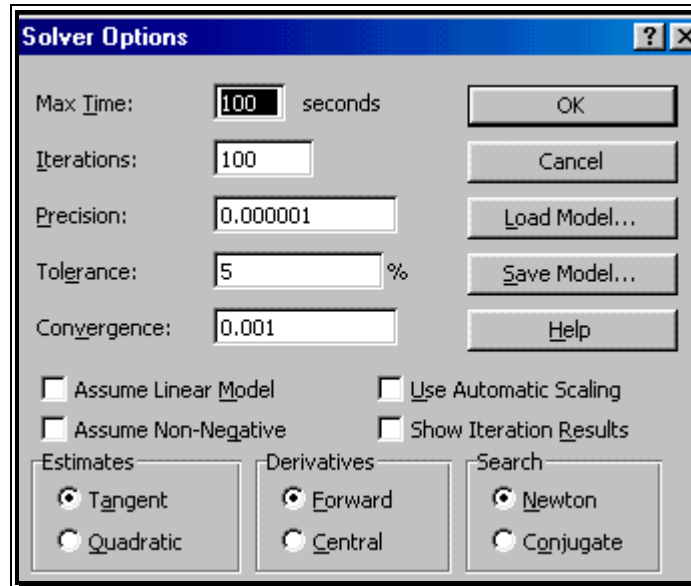 Solver Options
Max Time: 100 seconds OK
Iterations: 100 Cancel
Precision: 0.000001 Load Model...
Tolerance: 5 % Save Model...
Convergence: 0.001 Help
Assume Linear Model Use Automatic Scaling
Assume Non-Negative Show Iteration Results
Estimates Derivatives Search
Tangent Forward Newton
Quadratic Central Conjugate